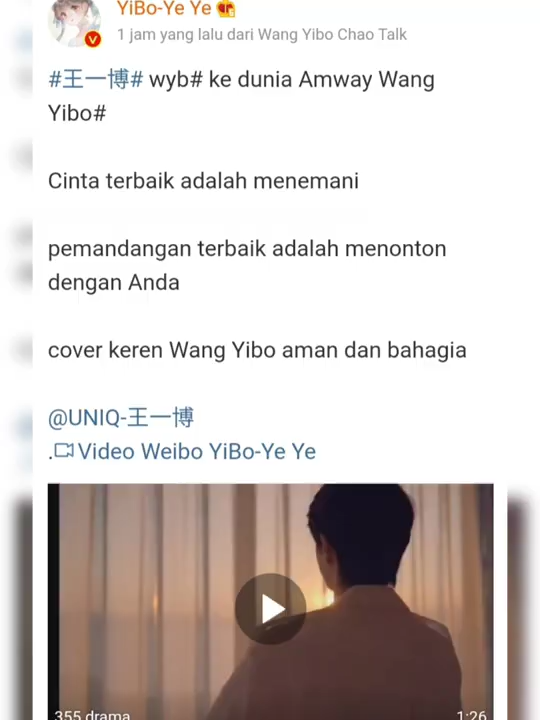 YiBo-Ye Ye
1 jam yang lalu dari Wang Yibo Chao Talk
#王一博# wyb# ke dunia Amway Wang
Yibo#
Cinta terbaik adalah menemani
pemandangan terbaik adalah menonton
dengan Anda
cover keren Wang Yibo aman dan bahagia
@UNIQ-王一博
.Video Weibo YiBo-Ye Ye
355 drama
1:26